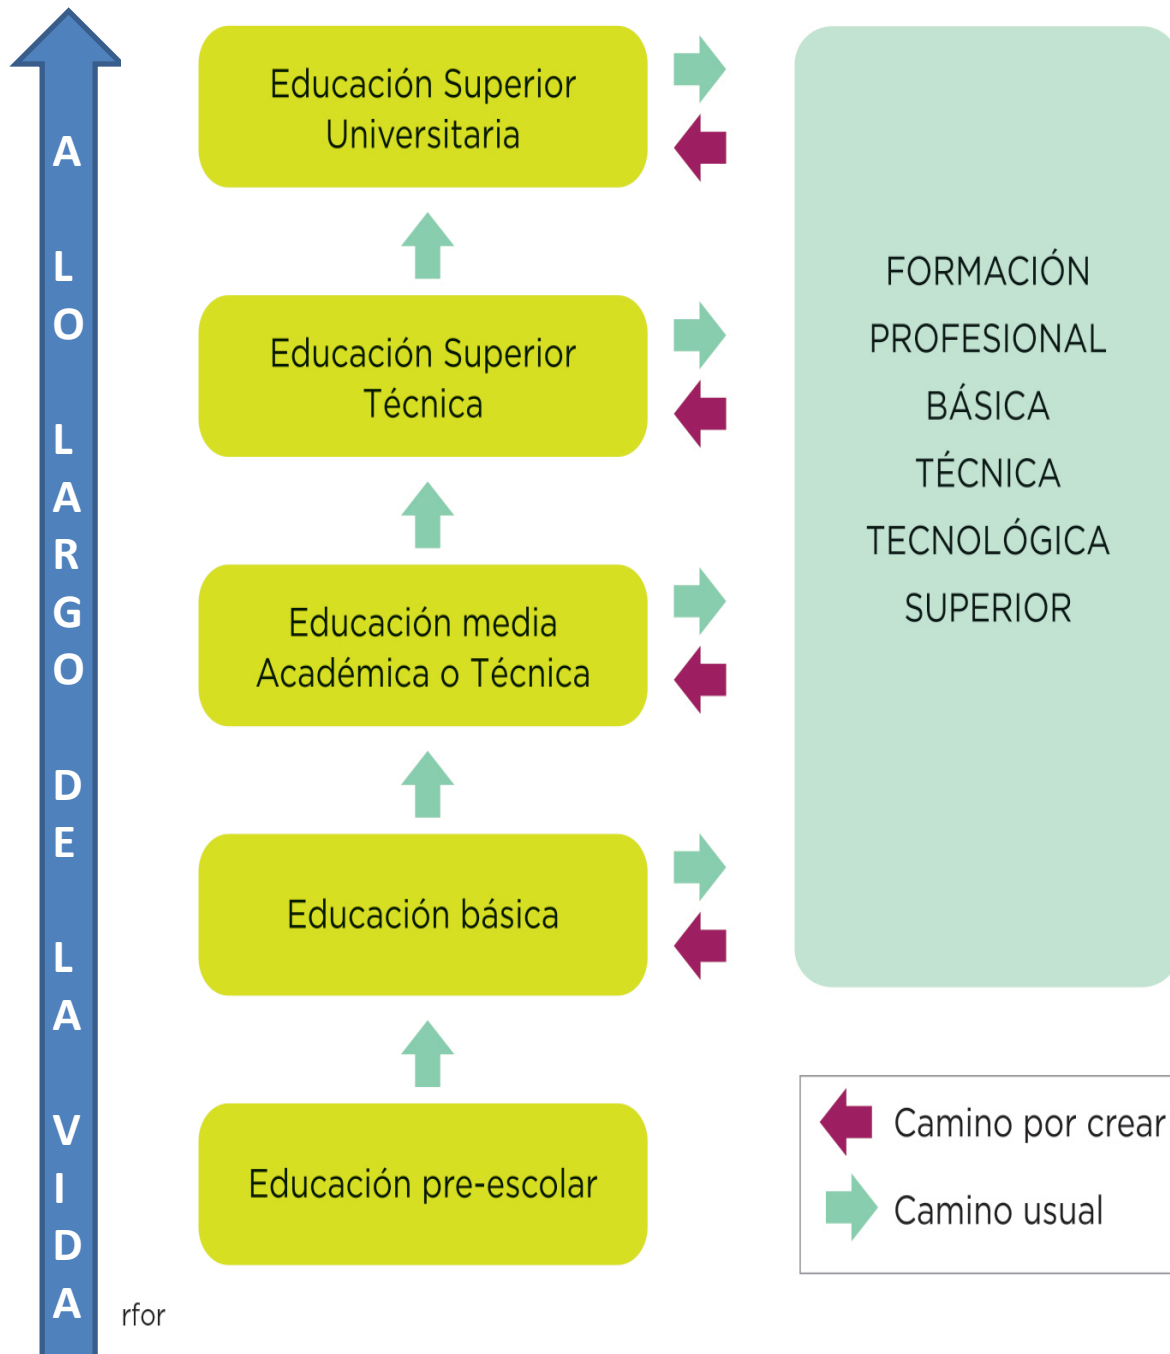 A LO LARGO DE LA VIDA
Educación Superior
Universitaria
Educación Superior
Técnica
Educación media
Académica o Técnica
Educación básica
Educación pre-escolar
FORMACIÓN
PROFESIONAL
BÁSICA
TÉCNICA
TECNOLÓGICA
SUPERIOR
Camino por crear
Camino usual
rfor